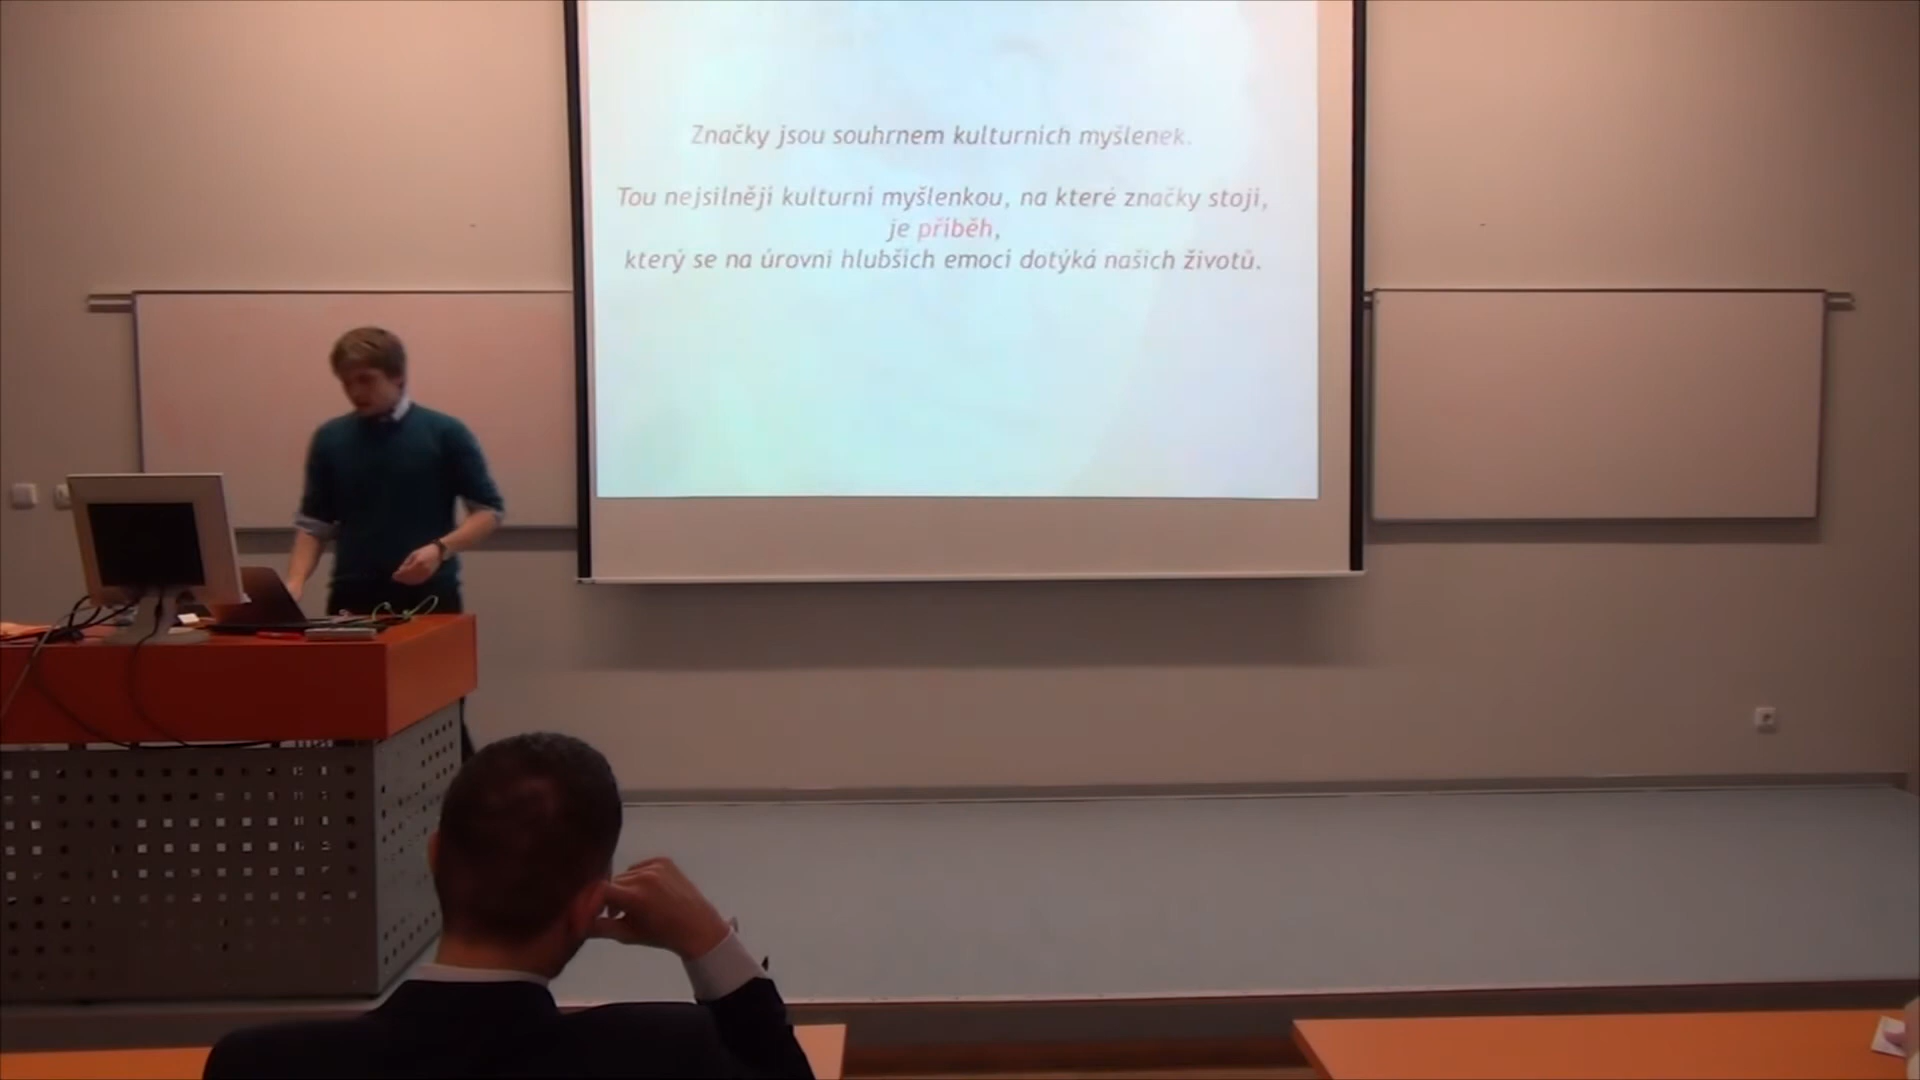 Značky jsou souhrnem kulturních myšlenek.
Tou nejsilnější kulturní myšlenkou, na které značky stojí,
je příběh,
který se na úrovni hlubších emocí dotýká našich životů.